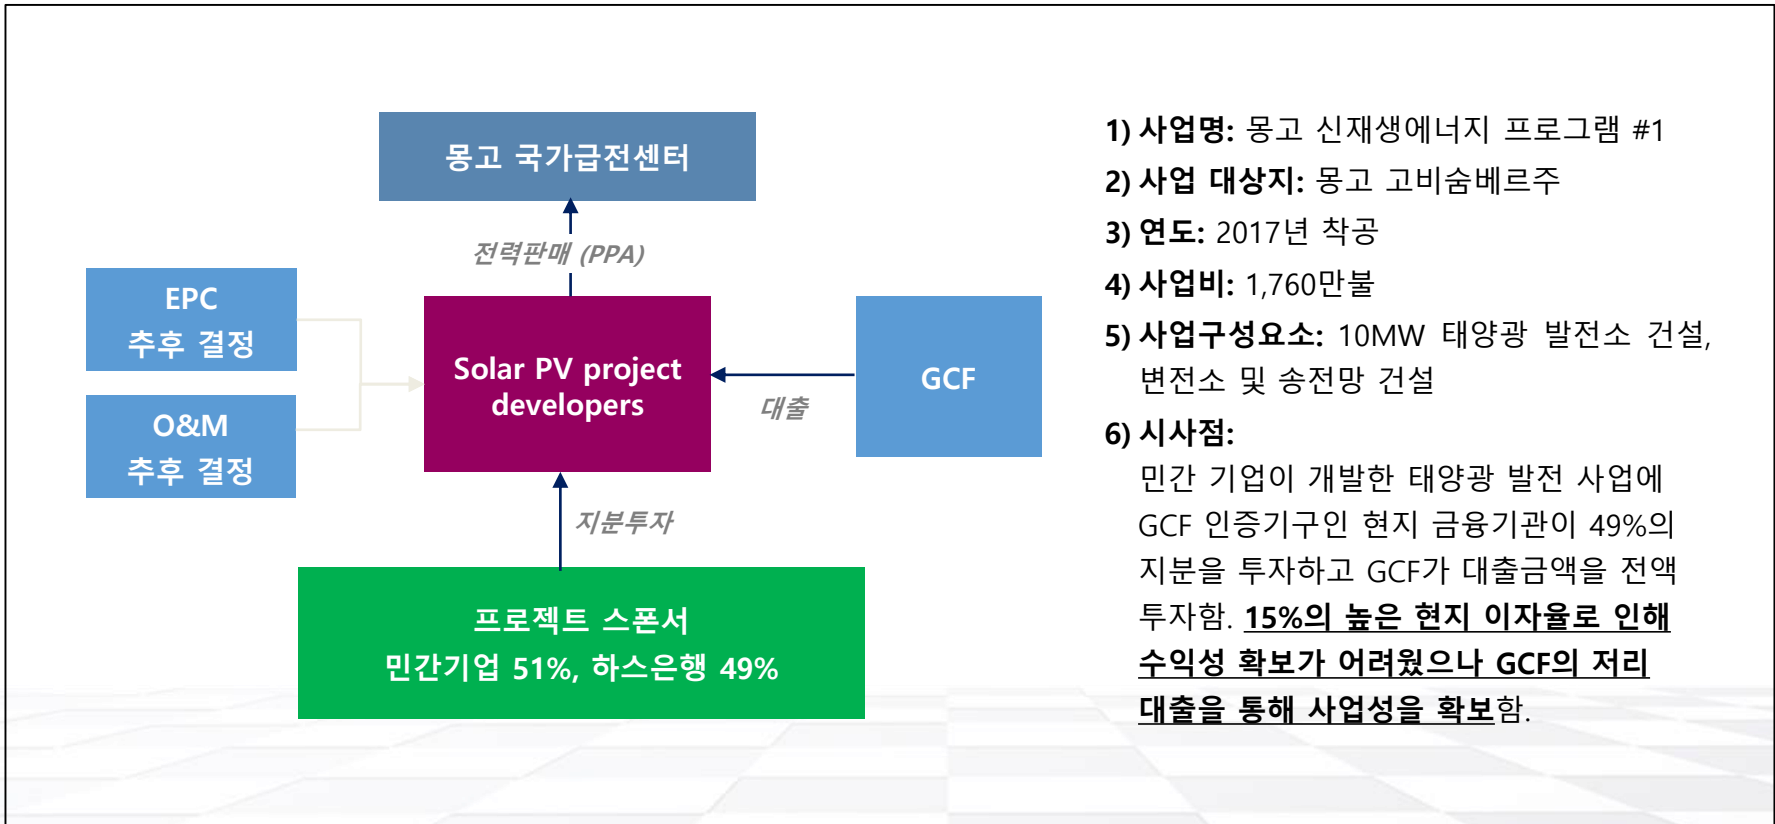 몽고 국가급전센터
전력판매 (PPA)
EPC
추후 결정
O&M
추후 결정
Solar PV project
developers
GCF
대출
지분투자
프로젝트 스폰서
민간기업 51%, 하스은행 49%
1) 사업명: 몽고 신재생에너지 프로그램 #1
2) 사업 대상지: 몽고 고비숨베르주
3) 연도: 2017년 착공
4) 사업비: 1,760만불
5) 사업구성요소: 10MW 태양광 발전소 건설,
변전소 및 송전망 건설
6) 시사점:
민간 기업이 개발한 태양광 발전 사업에
GCF 인증기구인 현지 금융기관이 49%의
지분을 투자하고 GCF가 대출금액을 전액
투자함. 15%의 높은 현지 이자율로 인해
수익성 확보가 어려웠으나 GCF의 저리
대출을 통해 사업성을 확보함.